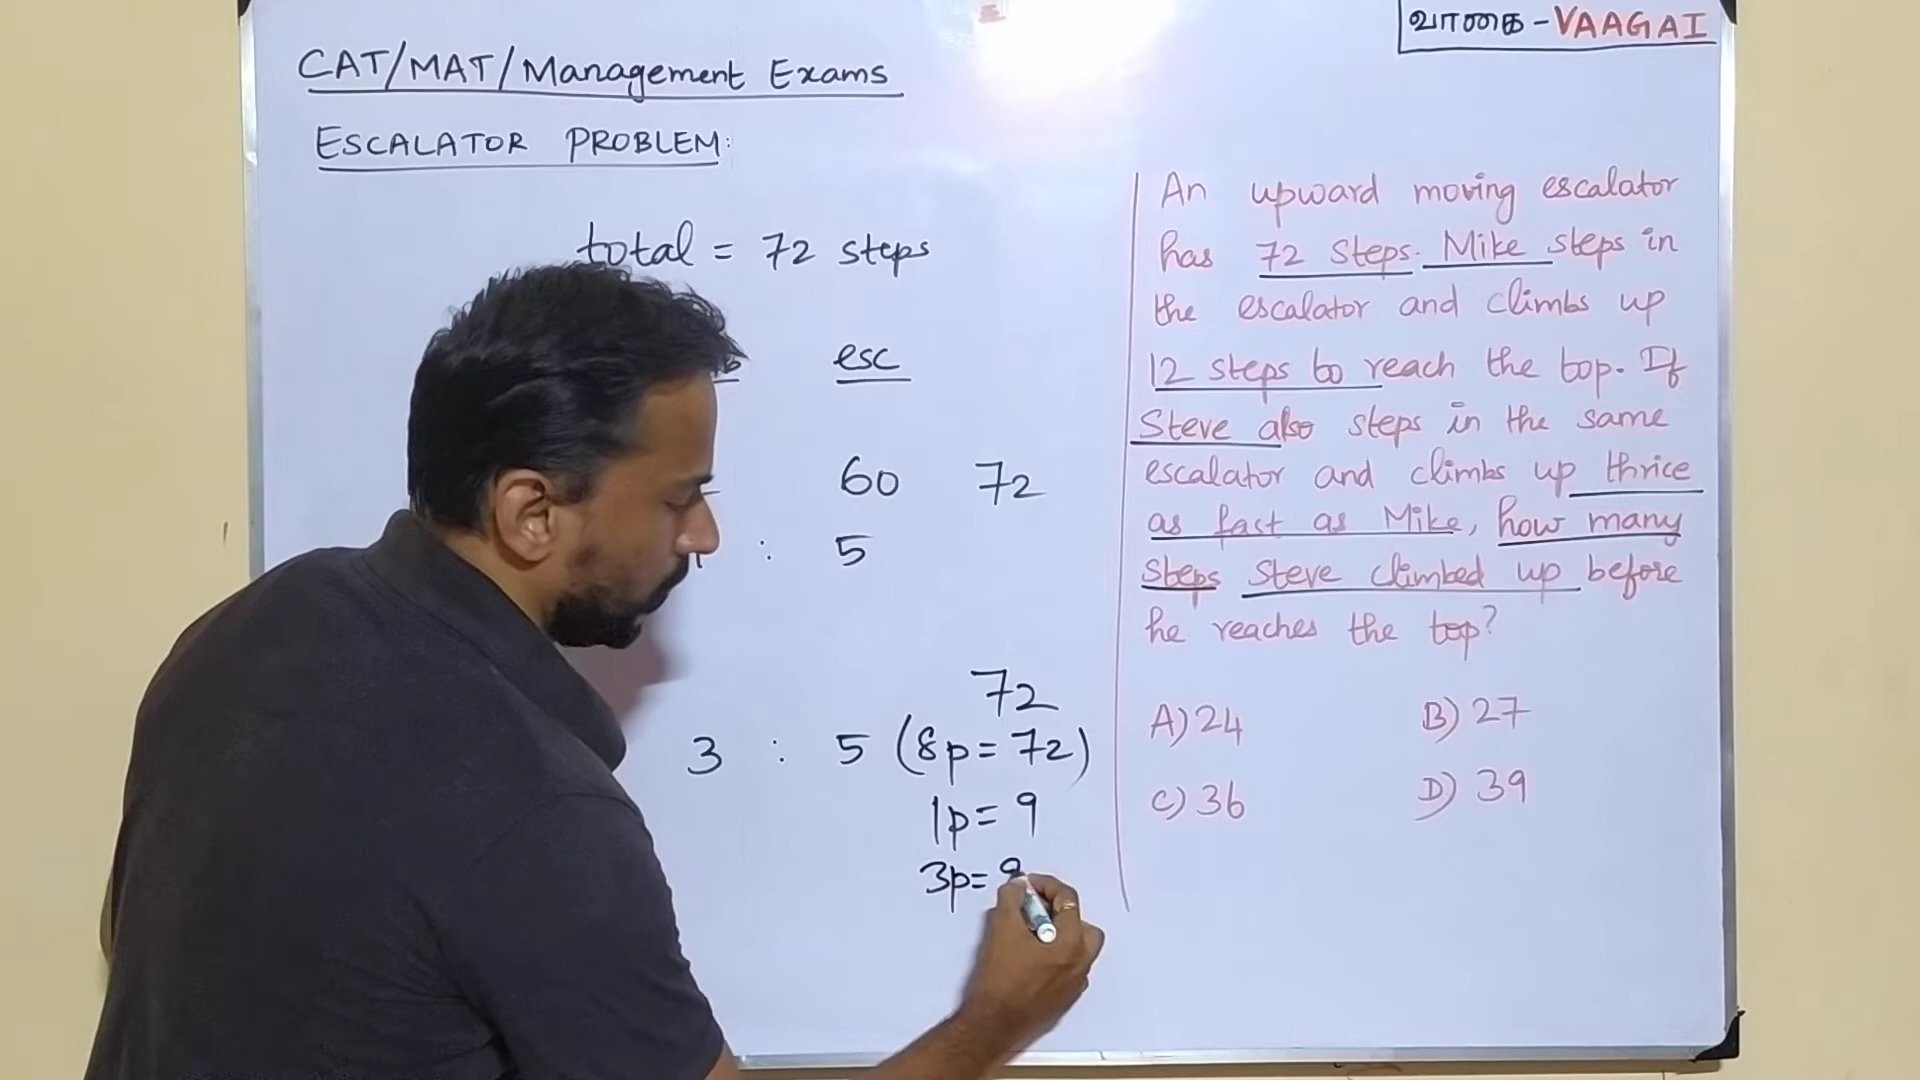 வாகை - VAAGAI
CAT/MAT/Management Exams
ESCALATOR PROBLEM:
total = 72 steps
esc
60 72
: 5
72
3 : 5 (8p = 72)
1p = 9
3p =
An upward moving escalator
has 72 steps. Mike steps in
the escalator and climbs up
12 steps to reach the top. If
Steve also steps in the same
escalator and climbs up thrice
as fast as Mike, how many
steps Steve climbed up before
he reaches the top?
A) 24 B) 27
C) 36 D) 39